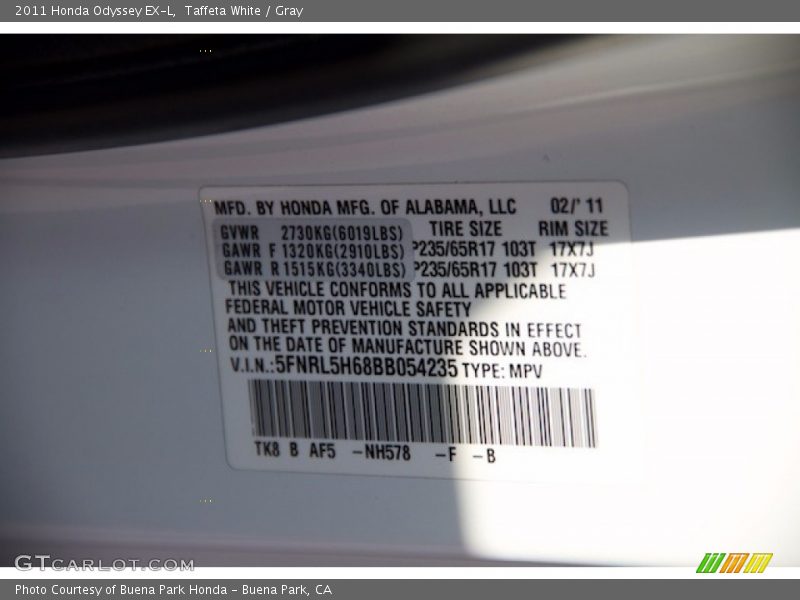 2011 Honda Odyssey EX-L, Taffeta White / Gray
MFD. BY HONDA MFG. OF ALABAMA, LLC 02/' 11
GVWR 2730KG(6019LBS) TIRE SIZE RIM SIZE
GAWR F 1320KG(2910LBS) P235/65R17 103T 17X7J
GAWR R 1515KG(3340LBS) P235/65R17 103T 17X7J
THIS VEHICLE CONFORMS TO ALL APPLICABLE
FEDERAL MOTOR VEHICLE SAFETY
AND THEFT PREVENTION STANDARDS IN EFFECT
ON THE DATE OF MANUFACTURE SHOWN ABOVE.
V.I.N.:5FNRL5H68BB054235 TYPE: MPV
TK8 B AF5 -NH578 -F -B
GTCARLOT.COM
Photo Courtesy of Buena Park Honda - Buena Park, CA